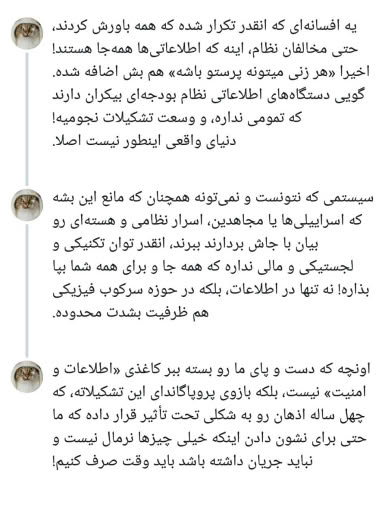 یه افسانه‌ای که انقدر تکرار شده که همه باورش کردند،
حتی مخالفان نظام، اینه که اطلاعاتی‌ها همه‌جا هستند!
اخیرا «هر زنی میتونه پرستو باشه» هم بش اضافه شده.
گویی دستگاه‌های اطلاعاتی نظام بودجه‌ای بیکران دارند
که تمومی نداره، و وسعت تشکیلات نجومیه!
دنیای واقعی اینطور نیست اصلا.
سیستمی که نتونست و نمی‌تونه همچنان که مانع این بشه
که اسراییلی‌ها یا مجاهدین، اسرار نظامی و هسته‌ای رو
بیان با جاش بردارند ببرند، انقدر توان تکنیکی و
لجستیکی و مالی نداره که همه جا و برای همه شما بپا
بذاره! نه تنها در اطلاعات، بلکه در حوزه سرکوب فیزیکی
هم ظرفیت بشدت محدوده.
اونچه که دست و پای ما رو بسته ببر کاغذی «اطلاعات و
امنیت» نیست، بلکه بازوی پروپاگاندای این تشکیلاته، که
چهل ساله اذهان رو به شکلی تحت تأثیر قرار داده که ما
حتی برای نشون دادن اینکه خیلی چیزها نرمال نیست و
نباید جریان داشته باشد باید وقت صرف کنیم!